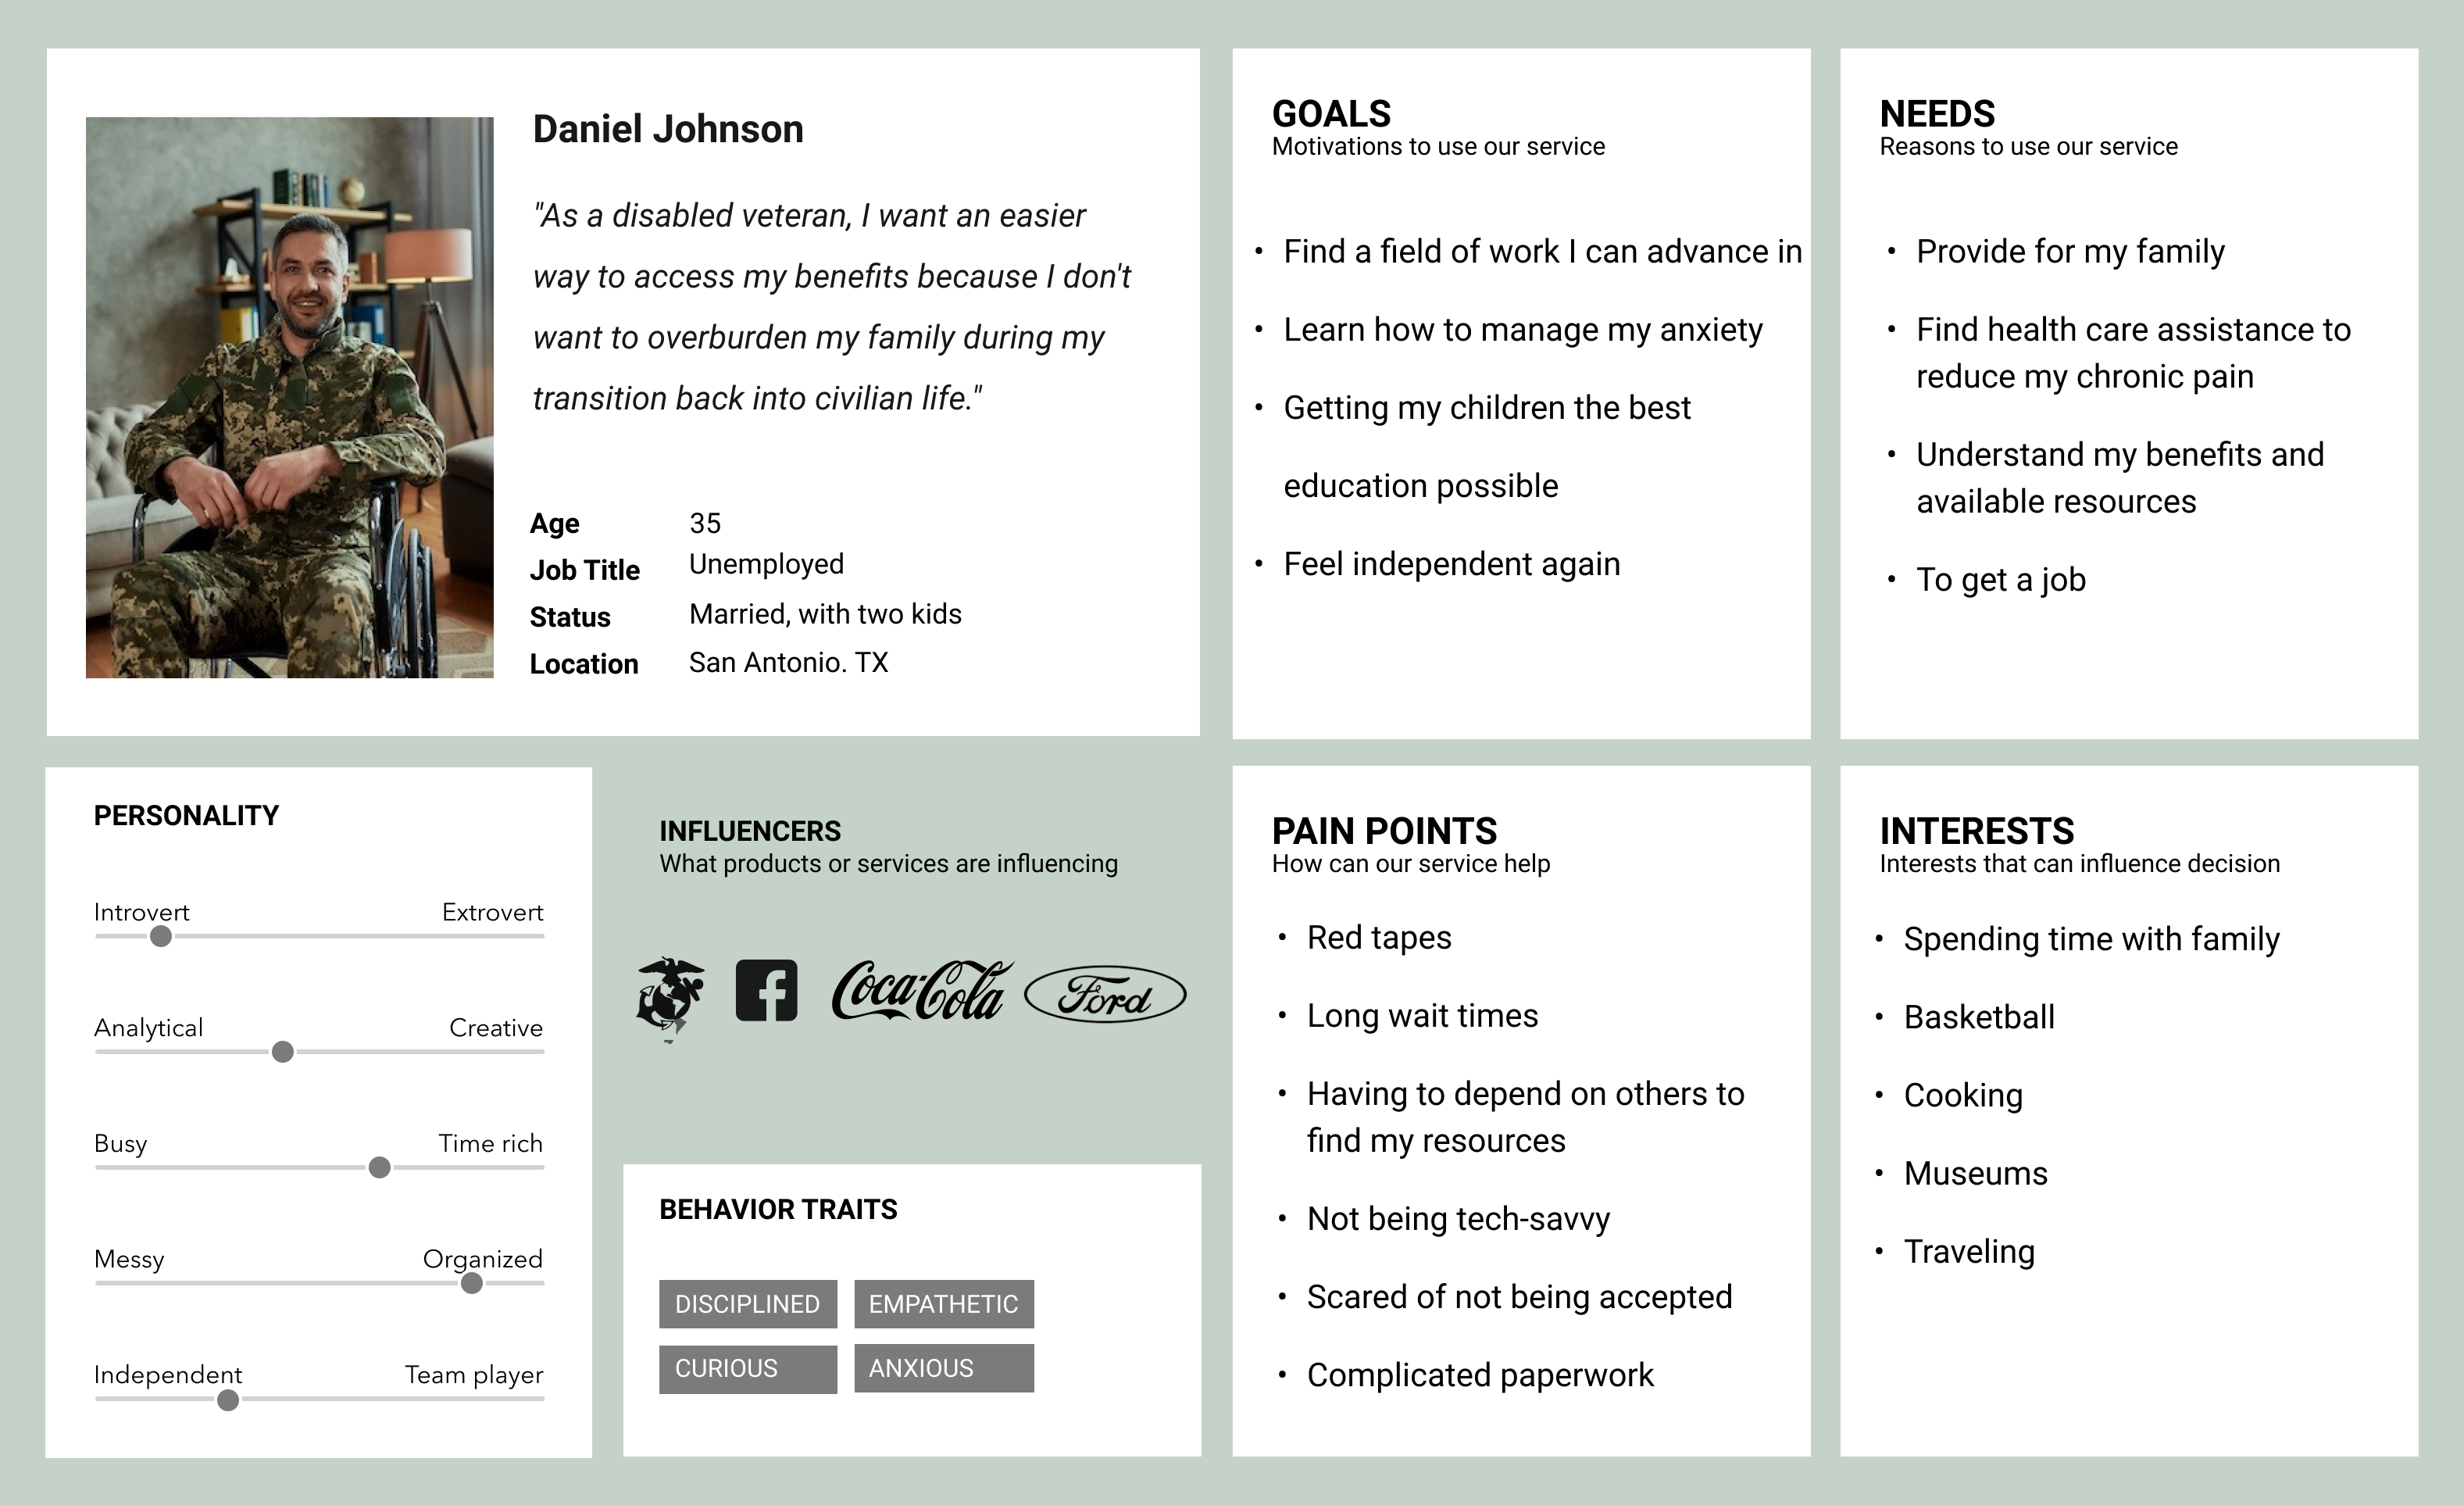 Daniel Johnson
"As a disabled veteran, I want an easier
way to access my benefits because I don't
want to overburden my family during my
transition back into civilian life."
Age 35
Job Title Unemployed
Status Married, with two kids
Location San Antonio. TX
GOALS
Motivations to use our service
• Find a field of work I can advance in
• Learn how to manage my anxiety
• Getting my children the best
education possible
• Feel independent again
NEEDS
Reasons to use our service
• Provide for my family
• Find health care assistance to
reduce my chronic pain
• Understand my benefits and
available resources
• To get a job
PERSONALITY
Introvert Extrovert
Analytical Creative
Busy Time rich
Messy Organized
Independent Team player
INFLUENCERS
What products or services are influencing
Coca-Cola Ford
BEHAVIOR TRAITS
DISCIPLINED EMPATHETIC
CURIOUS ANXIOUS
PAIN POINTS
How can our service help
• Red tapes
• Long wait times
• Having to depend on others to
find my resources
• Not being tech-savvy
• Scared of not being accepted
• Complicated paperwork
INTERESTS
Interests that can influence decision
• Spending time with family
• Basketball
• Cooking
• Museums
• Traveling